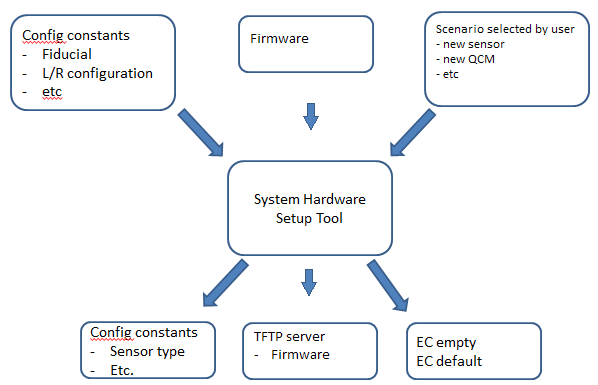 Config constants
- Fiducial
- L/R configuration
- etc
Firmware
Scenario selected by user
- new sensor
- new QCM
- etc
System Hardware
Setup Tool
Config constants
- Sensor type
- Etc.
TFTP server
- Firmware
EC empty
EC default